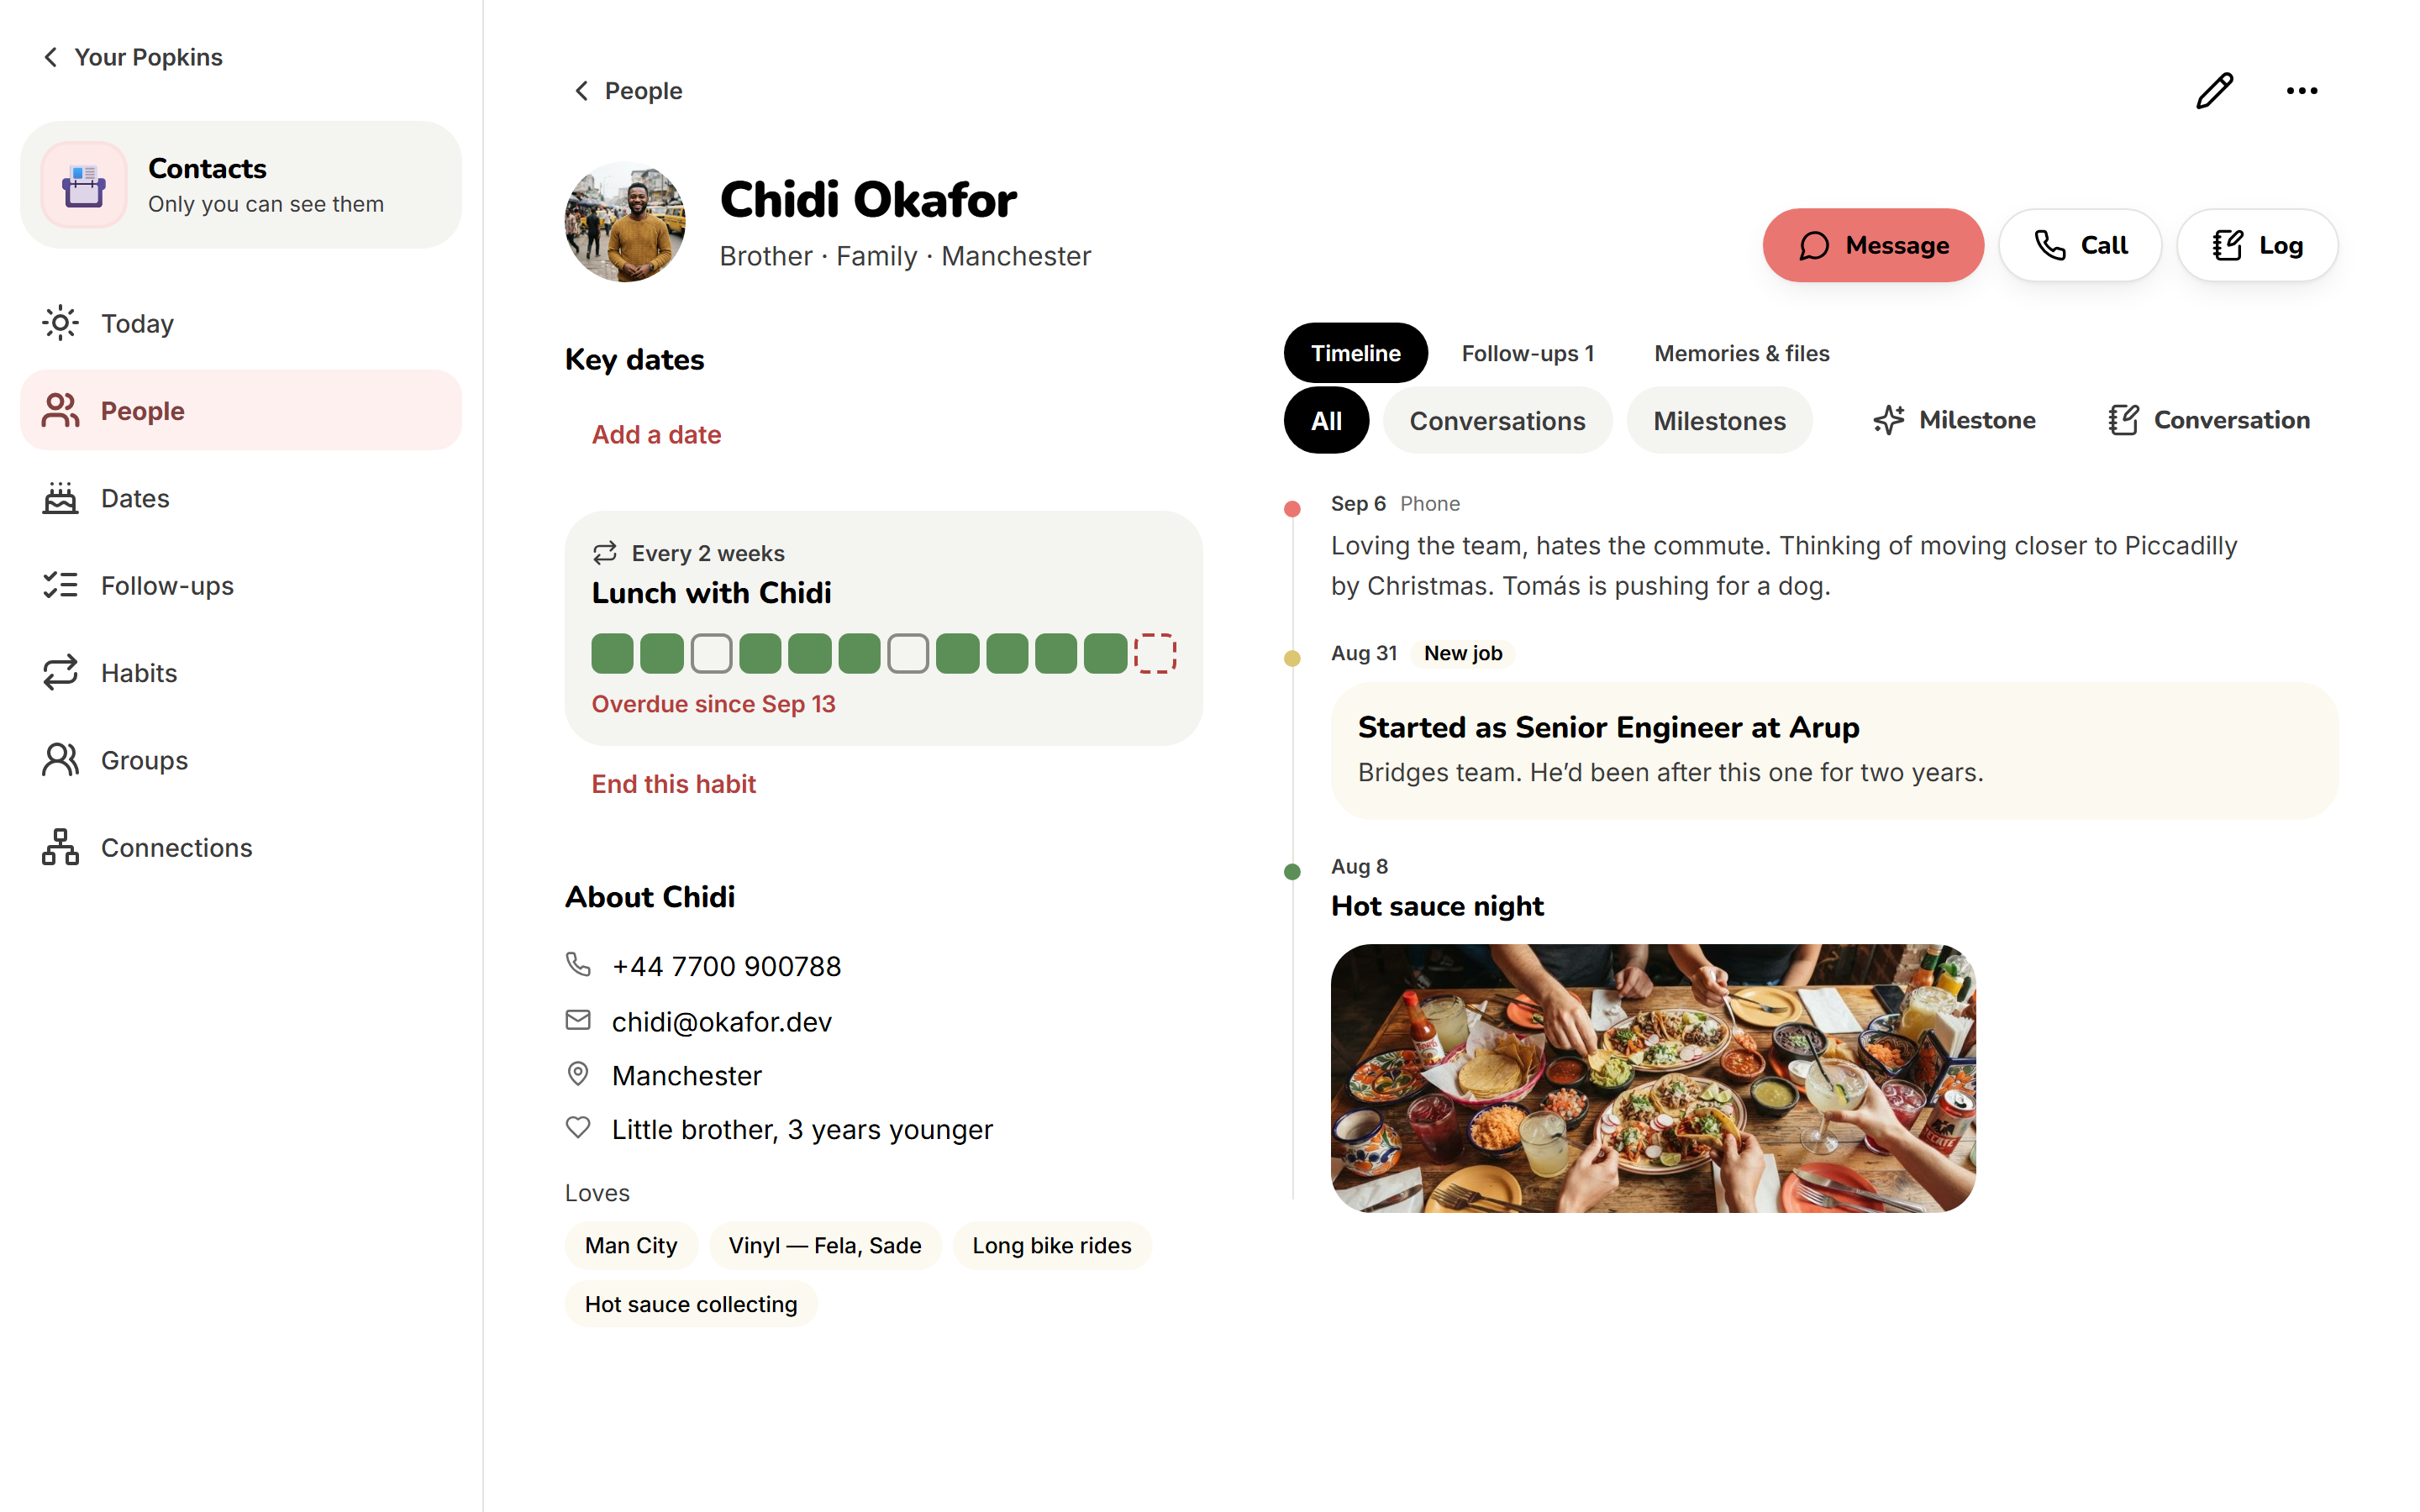 Your Popkins
Contacts
Only you can see them
Today
People
Dates
Follow-ups
Habits
Groups
Connections
People
Chidi Okafor
Brother · Family · Manchester
Message
Call
Log
Key dates
Add a date
Every 2 weeks
Lunch with Chidi
Overdue since Sep 13
End this habit
About Chidi
+44 7700 900788
chidi@okafor.dev
Manchester
Little brother, 3 years younger
Loves
Man City
Vinyl — Fela, Sade
Long bike rides
Hot sauce collecting
Timeline
Follow-ups 1
Memories & files
All
Conversations
Milestones
Milestone
Conversation
Sep 6 Phone
Loving the team, hates the commute. Thinking of moving closer to Piccadilly
by Christmas. Tomás is pushing for a dog.
Aug 31 New job
Started as Senior Engineer at Arup
Bridges team. He’d been after this one for two years.
Aug 8
Hot sauce night
TECATE